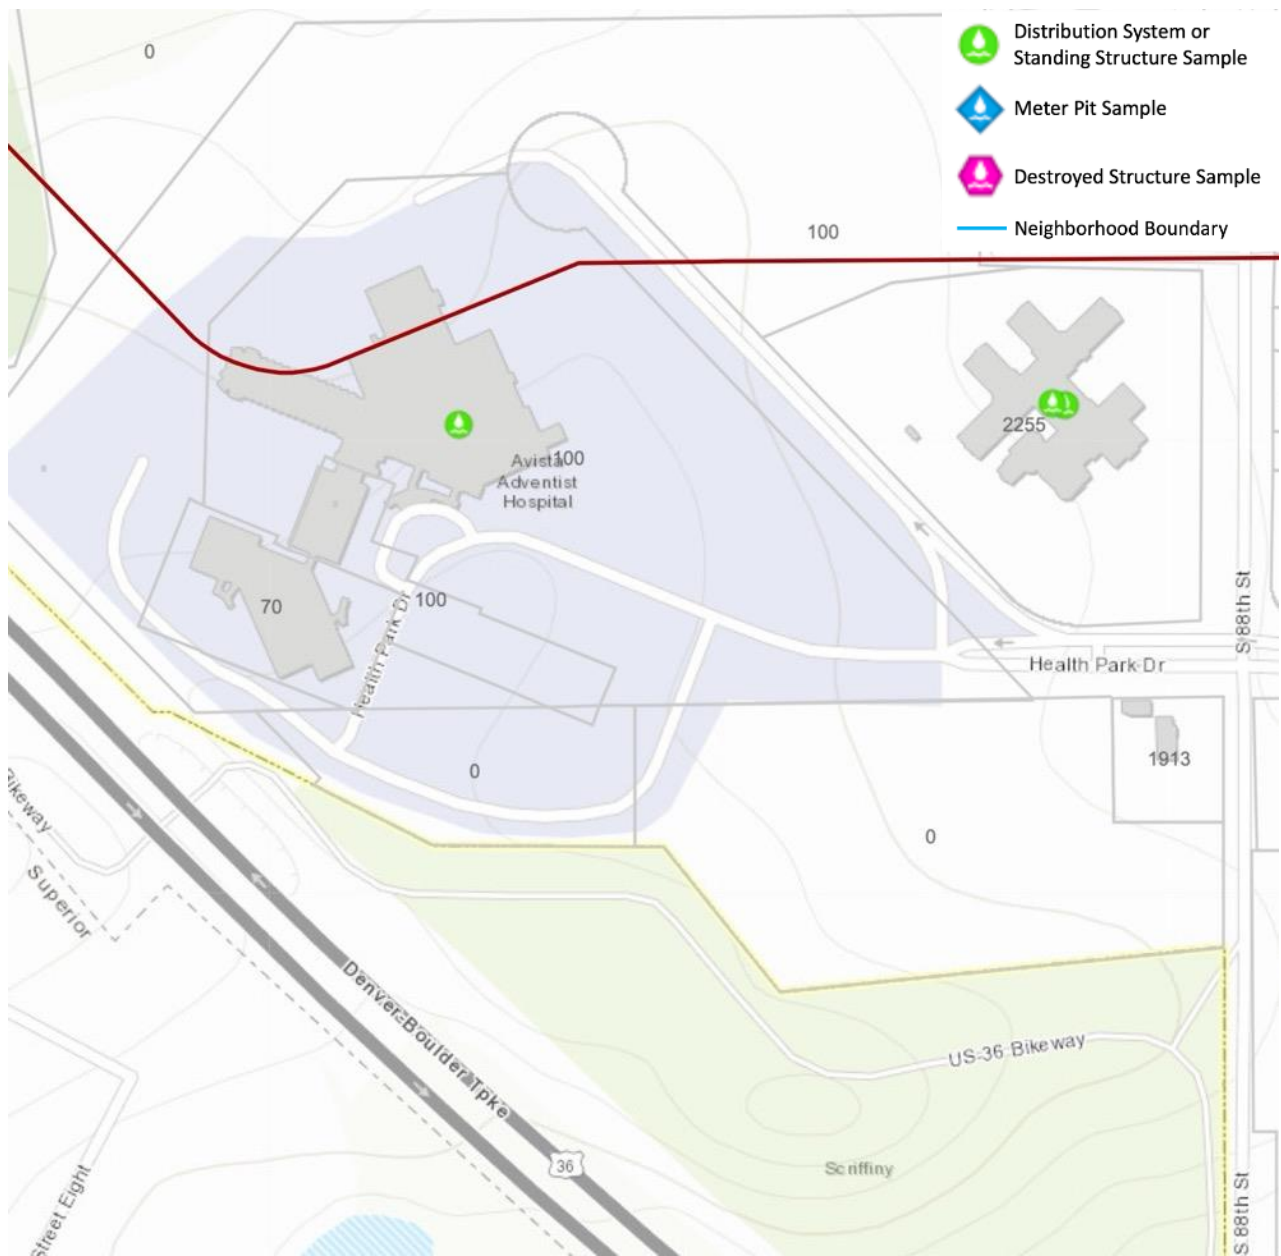 0
Distribution System or
Standing Structure Sample
Meter Pit Sample
Destroyed Structure Sample
Neighborhood Boundary
100
2255
Avista
100
Adventist
Hospital
70
100
Health Park Dr
S 88th St
Health Park Dr
1913
0
0
Bikeway
Superior
Denver-Boulder Tpke
US-36 Bikeway
36
Scriffiny
Street Eight
S 88th St